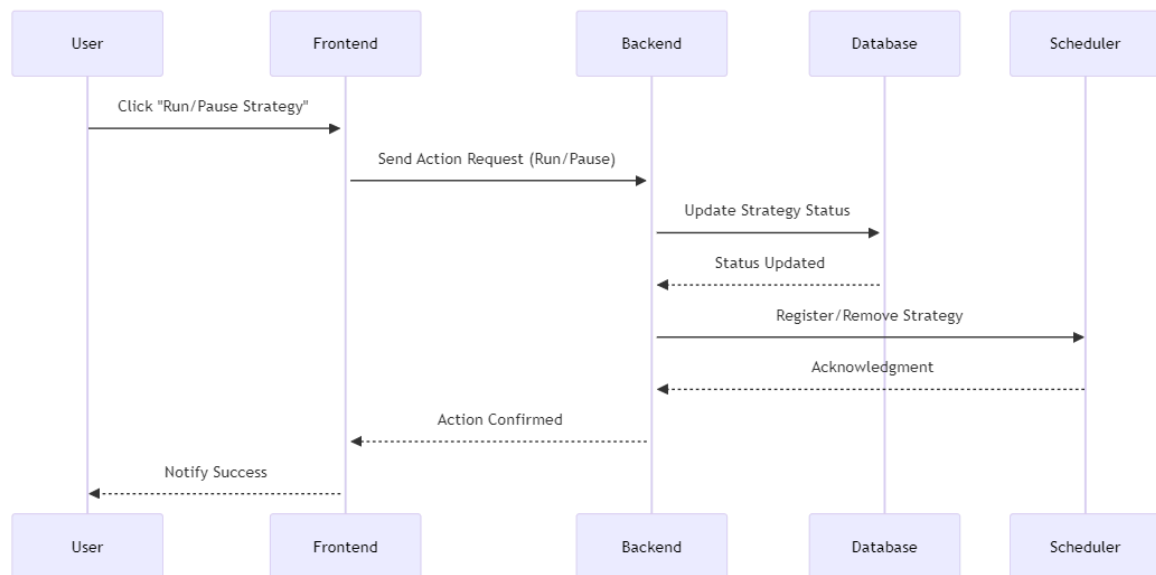 User
Frontend
Backend
Database
Scheduler
Click "Run/Pause Strategy"
Send Action Request (Run/Pause)
Update Strategy Status
Status Updated
Register/Remove Strategy
Acknowledgment
Action Confirmed
Notify Success
User
Frontend
Backend
Database
Scheduler